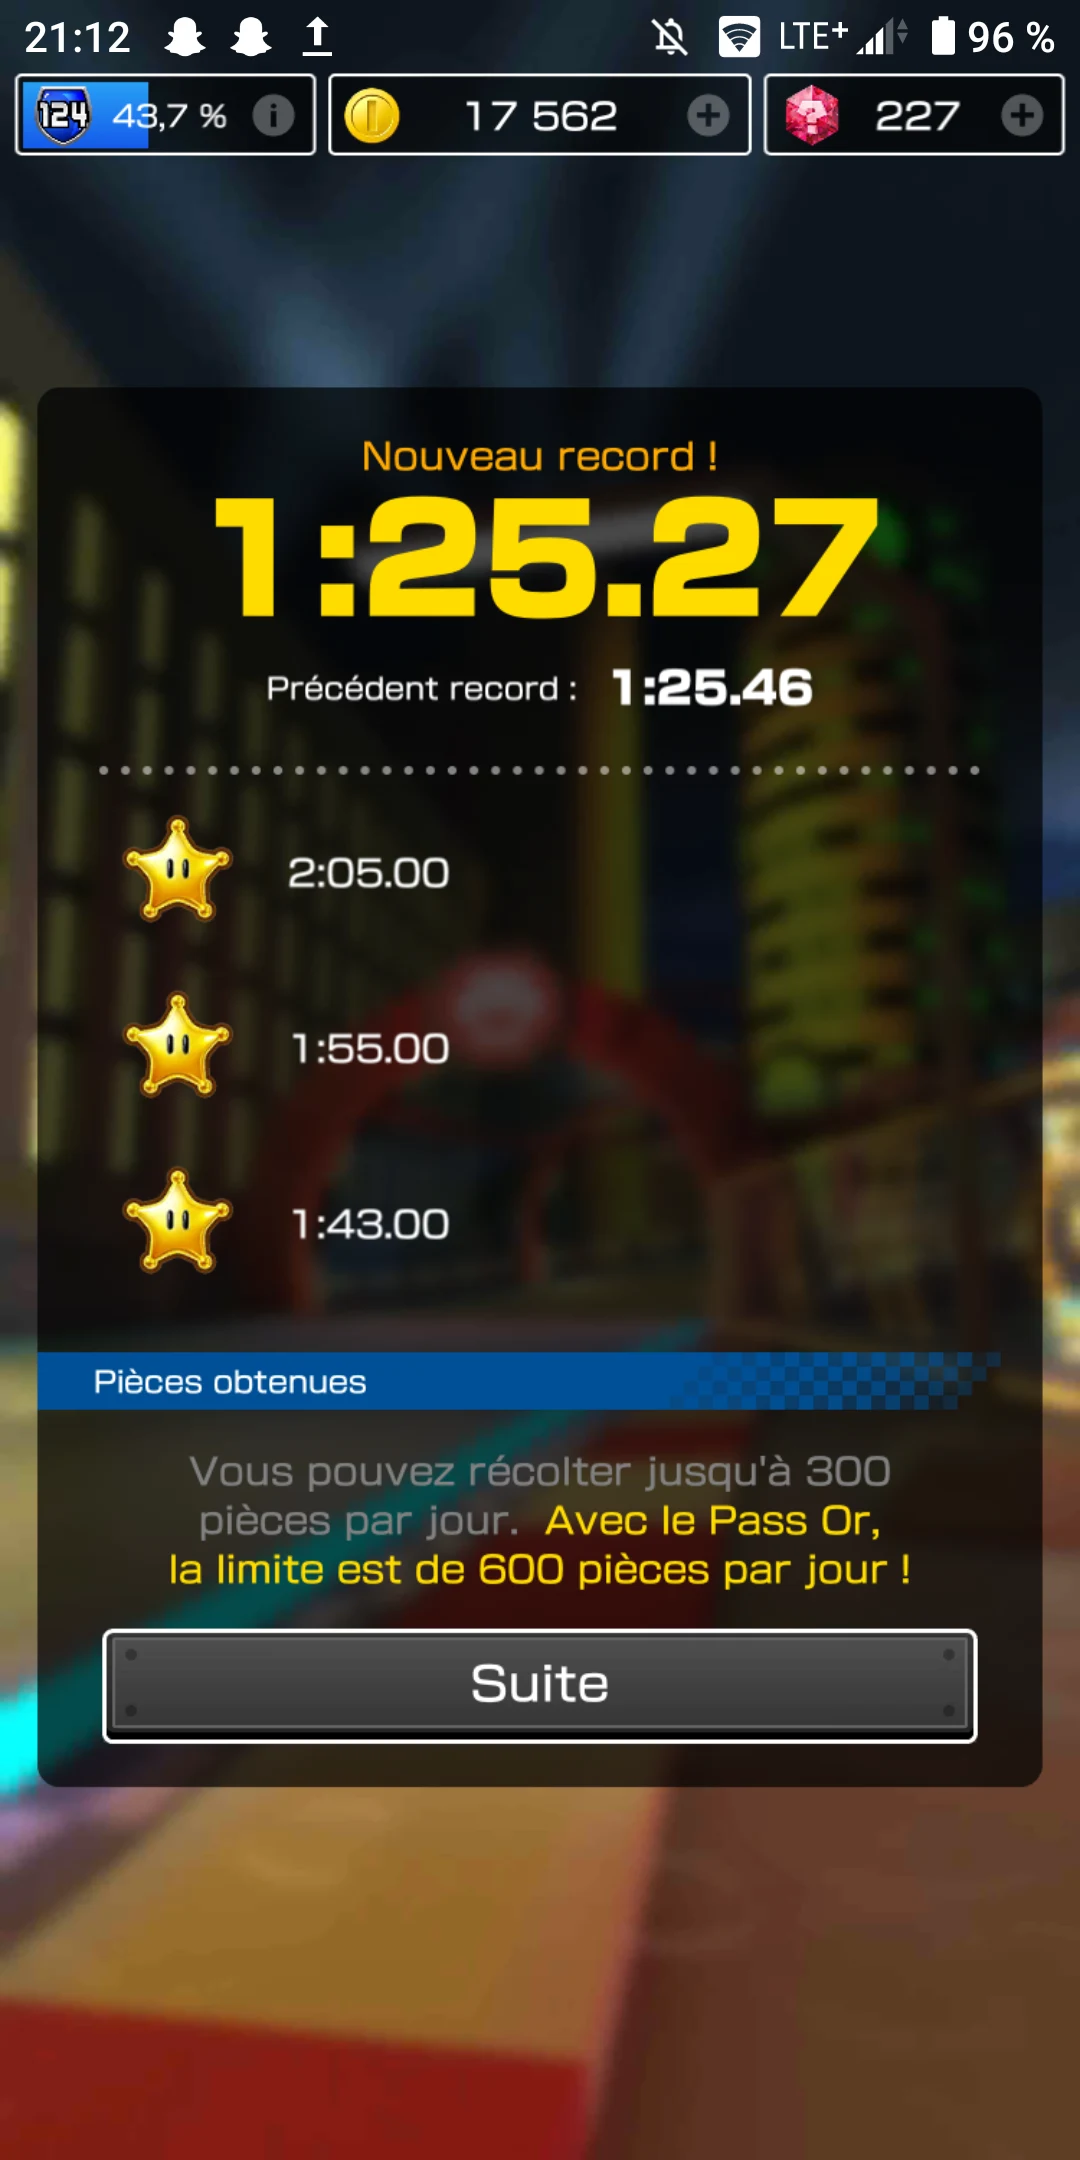 21:12 LTE+ 96 %
124 43,7 % i 17 562 + 227 +
Nouveau record !
1:25.27
Précédent record : 1:25.46
2:05.00
1:55.00
1:43.00
Pièces obtenues
Vous pouvez récolter jusqu'à 300
pièces par jour. Avec le Pass Or,
la limite est de 600 pièces par jour !
Suite